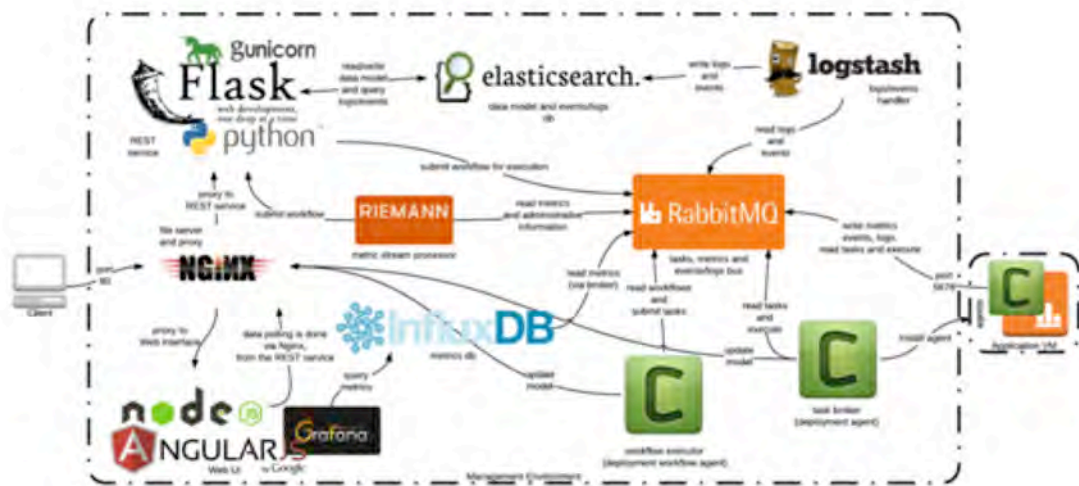 gunicorn
Flask
web development,
one drop at a time
python
REST
service
read/write
data model
and query
logs/events
elasticsearch.
data model and events/logs
db
write logs
and
events
logstash
logs/events
handler
read logs
and
events
submit workflow for execution
proxy to
REST service
submit workflow
RIEMANN
metric stream processor
read metrics
and administrative
information
RabbitMQ
tasks, metrics and
events/logs bus
write metrics
events, logs,
read tasks and execute
file server
and proxy
NGINX
port
80
Client
port
5672
C
Application VM
proxy to
Web Interface
data polling is done
via Nginx,
from the REST service
InfluxDB
metrics db
read metrics
(via broker)
read workflows
and
submit tasks
read tasks
and
execute
install agent
update
model
update
model
query
metrics
node
JS
ANGULARJS
by Google
Web UI
Grafana
C
workflow executor
(deployment workflow agent)
C
task broker
(deployment agent)
Management Environment